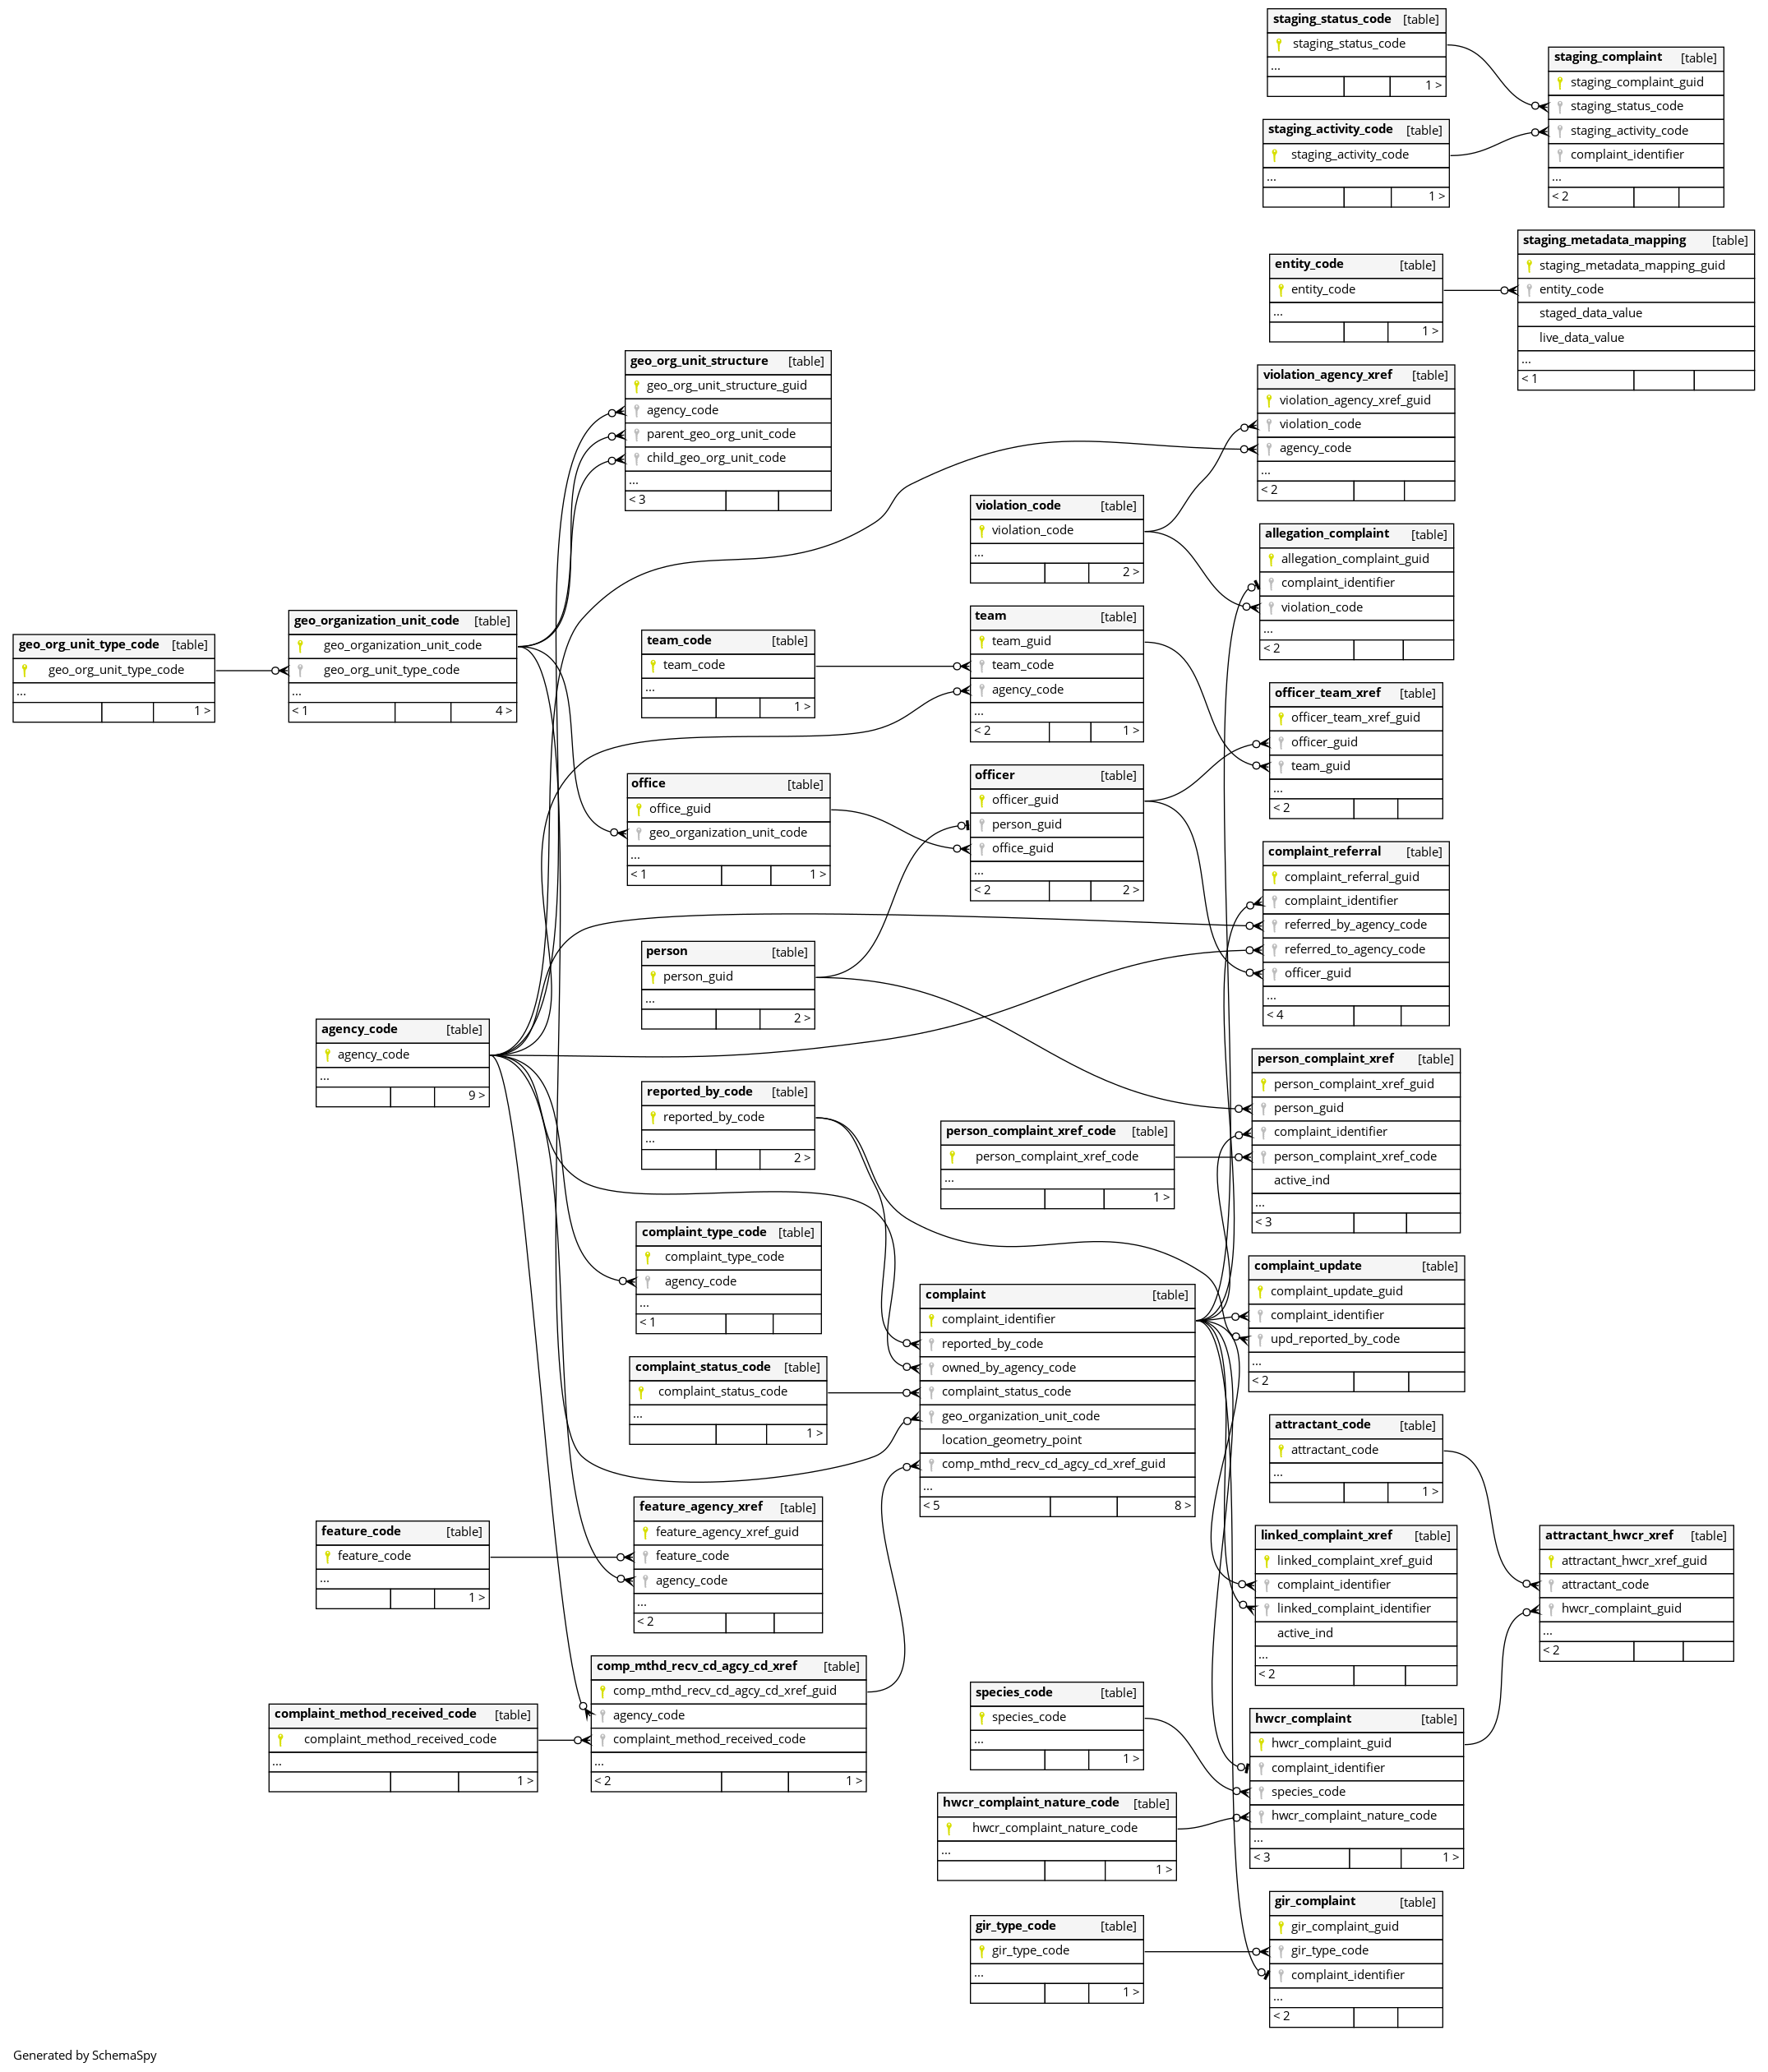 staging_status_code [table]
staging_status_code
...
1 >
staging_complaint [table]
staging_complaint_guid
staging_status_code
staging_activity_code
complaint_identifier
...
< 2
staging_activity_code [table]
staging_activity_code
...
1 >
staging_metadata_mapping [table]
staging_metadata_mapping_guid
entity_code
staged_data_value
live_data_value
...
< 1
entity_code [table]
entity_code
...
1 >
geo_org_unit_structure [table]
geo_org_unit_structure_guid
agency_code
parent_geo_org_unit_code
child_geo_org_unit_code
...
< 3
violation_agency_xref [table]
violation_agency_xref_guid
violation_code
agency_code
...
< 2
violation_code [table]
violation_code
...
2 >
allegation_complaint [table]
allegation_complaint_guid
complaint_identifier
violation_code
...
< 2
geo_org_unit_type_code [table]
geo_org_unit_type_code
...
1 >
geo_organization_unit_code [table]
geo_organization_unit_code
geo_org_unit_type_code
...
< 1 4 >
team_code [table]
team_code
...
1 >
team [table]
team_guid
team_code
agency_code
...
< 2 1 >
officer_team_xref [table]
officer_team_xref_guid
officer_guid
team_guid
...
< 2
office [table]
office_guid
geo_organization_unit_code
...
< 1 1 >
officer [table]
officer_guid
person_guid
office_guid
...
< 2 2 >
complaint_referral [table]
complaint_referral_guid
complaint_identifier
referred_by_agency_code
referred_to_agency_code
officer_guid
...
< 4
person [table]
person_guid
...
2 >
agency_code [table]
agency_code
...
9 >
person_complaint_xref [table]
person_complaint_xref_guid
person_guid
complaint_identifier
person_complaint_xref_code
active_ind
...
< 3
reported_by_code [table]
reported_by_code
...
2 >
person_complaint_xref_code [table]
person_complaint_xref_code
...
1 >
complaint_type_code [table]
complaint_type_code
agency_code
...
< 1
complaint_update [table]
complaint_update_guid
complaint_identifier
upd_reported_by_code
...
< 2
complaint [table]
complaint_identifier
reported_by_code
owned_by_agency_code
complaint_status_code
geo_organization_unit_code
location_geometry_point
comp_mthd_recv_cd_agcy_cd_xref_guid
...
< 5 8 >
complaint_status_code [table]
complaint_status_code
...
1 >
attractant_code [table]
attractant_code
...
1 >
feature_agency_xref [table]
feature_agency_xref_guid
feature_code
agency_code
...
< 2
feature_code [table]
feature_code
...
1 >
linked_complaint_xref [table]
linked_complaint_xref_guid
complaint_identifier
linked_complaint_identifier
active_ind
...
< 2
attractant_hwcr_xref [table]
attractant_hwcr_xref_guid
attractant_code
hwcr_complaint_guid
...
< 2
comp_mthd_recv_cd_agcy_cd_xref [table]
comp_mthd_recv_cd_agcy_cd_xref_guid
agency_code
complaint_method_received_code
...
< 2 1 >
complaint_method_received_code [table]
complaint_method_received_code
...
1 >
species_code [table]
species_code
...
1 >
hwcr_complaint [table]
hwcr_complaint_guid
complaint_identifier
species_code
hwcr_complaint_nature_code
...
< 3 1 >
hwcr_complaint_nature_code [table]
hwcr_complaint_nature_code
...
1 >
gir_complaint [table]
gir_complaint_guid
gir_type_code
complaint_identifier
...
< 2
gir_type_code [table]
gir_type_code
...
1 >
Generated by SchemaSpy